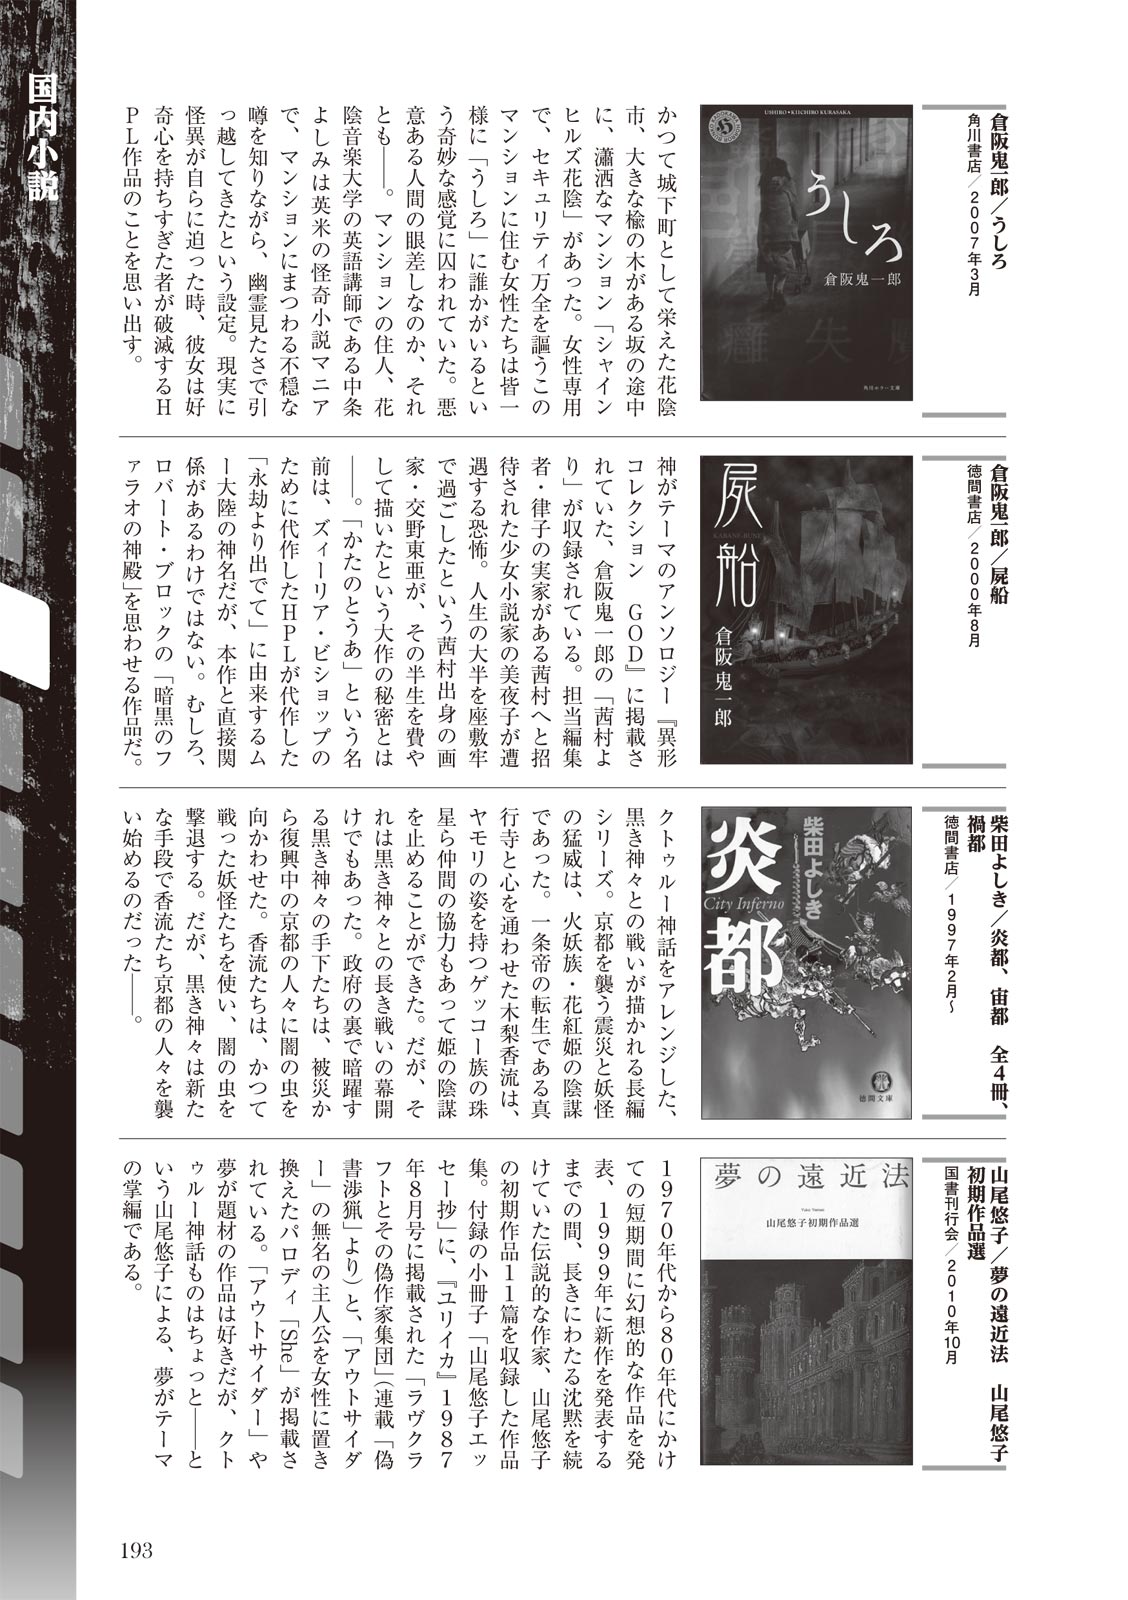 国内小説
倉阪鬼一郎／うしろ
角川書店／2007年3月
USHIRO・KIICHIRO KURASAKA
うしろ
倉阪鬼一郎
角川ホラー文庫
かつて城下町として栄えた花陰
市、大きな楡の木がある坂の途中
に、瀟洒なマンション「シャイン
ヒルズ花陰」があった。女性専用
で、セキュリティ万全を謳うこの
マンションに住む女性たちは皆一
様に「うしろ」に誰かがいるとい
う奇妙な感覚に囚われていた。悪
意ある人間の眼差しなのか、それ
とも――。マンションの住人、花
陰音楽大学の英語講師である中条
よしみは英米の怪奇小説マニア
で、マンションにまつわる不穏な
噂を知りながら、幽霊見たさで引
っ越してきたという設定。現実に
怪異が自らに迫った時、彼女は好
奇心を持ちすぎた者が破滅するH
PL作品のことを思い出す。
倉阪鬼一郎／屍船
徳間書店／2000年8月
屍船
KABANE-BUNE
倉阪鬼一郎
神がテーマのアンソロジー『異形
コレクション　GOD』に掲載さ
れていた、倉阪鬼一郎の「茜村よ
り」が収録されている。担当編集
者・律子の実家がある茜村へと招
待された少女小説家の美夜子が遭
遇する恐怖。人生の大半を座敷牢
で過ごしたという茜村出身の画
家・交野東亜が、その半生を費や
して描いたという大作の秘密とは
――。「かたのとうあ」という名
前は、ズィーリア・ビショップの
ために代作したHPLが代作した
「永劫より出でて」に由来するム
ー大陸の神名だが、本作と直接関
係があるわけではない。むしろ、
ロバート・ブロックの「暗黒のフ
ァラオの神殿」を思わせる作品だ。
柴田よしき／炎都、宙都　全4冊、
禍都
徳間書店／1997年2月～
柴田よしき
炎都
City Inferno
徳間文庫
クトゥルー神話をアレンジした、
黒き神々との戦いが描かれる長編
シリーズ。京都を襲う震災と妖怪
の猛威は、火妖族・花紅姫の陰謀
であった。一条帝の転生である真
行寺と心を通わせた木梨香流は、
ヤモリの姿を持つゲッコー族の珠
星ら仲間の協力もあって姫の陰謀
を止めることができた。だが、そ
れは黒き神々との長き戦いの幕開
けでもあった。政府の裏で暗躍す
る黒き神々の手下たちは、被災か
ら復興中の京都の人々に闇の虫を
向かわせた。香流たちは、かつて
戦った妖怪たちを使い、闇の虫を
撃退する。だが、黒き神々は新た
な手段で香流たち京都の人々を襲
い始めるのだった――。
山尾悠子／夢の遠近法　山尾悠子
初期作品選
国書刊行会／2010年10月
夢の遠近法
Yuko Yamao
山尾悠子初期作品選
1970年代から80年代にかけ
ての短期間に幻想的な作品を発
表、1999年に新作を発表する
までの間、長きにわたる沈黙を続
けていた伝説的な作家、山尾悠子
の初期作品11篇を収録した作品
集。付録の小冊子「山尾悠子エッ
セー抄」に、『ユリイカ』1987
年8月号に掲載された「ラヴクラ
フトとその偽作家集団」（連載「偽
書渉猟」より）と、「アウトサイダ
ー」の無名の主人公を女性に置き
換えたパロディ「She」が掲載さ
れている。「アウトサイダー」や
夢が題材の作品は好きだが、クト
ゥルー神話ものはちょっと――と
いう山尾悠子による、夢がテーマ
の掌編である。
193